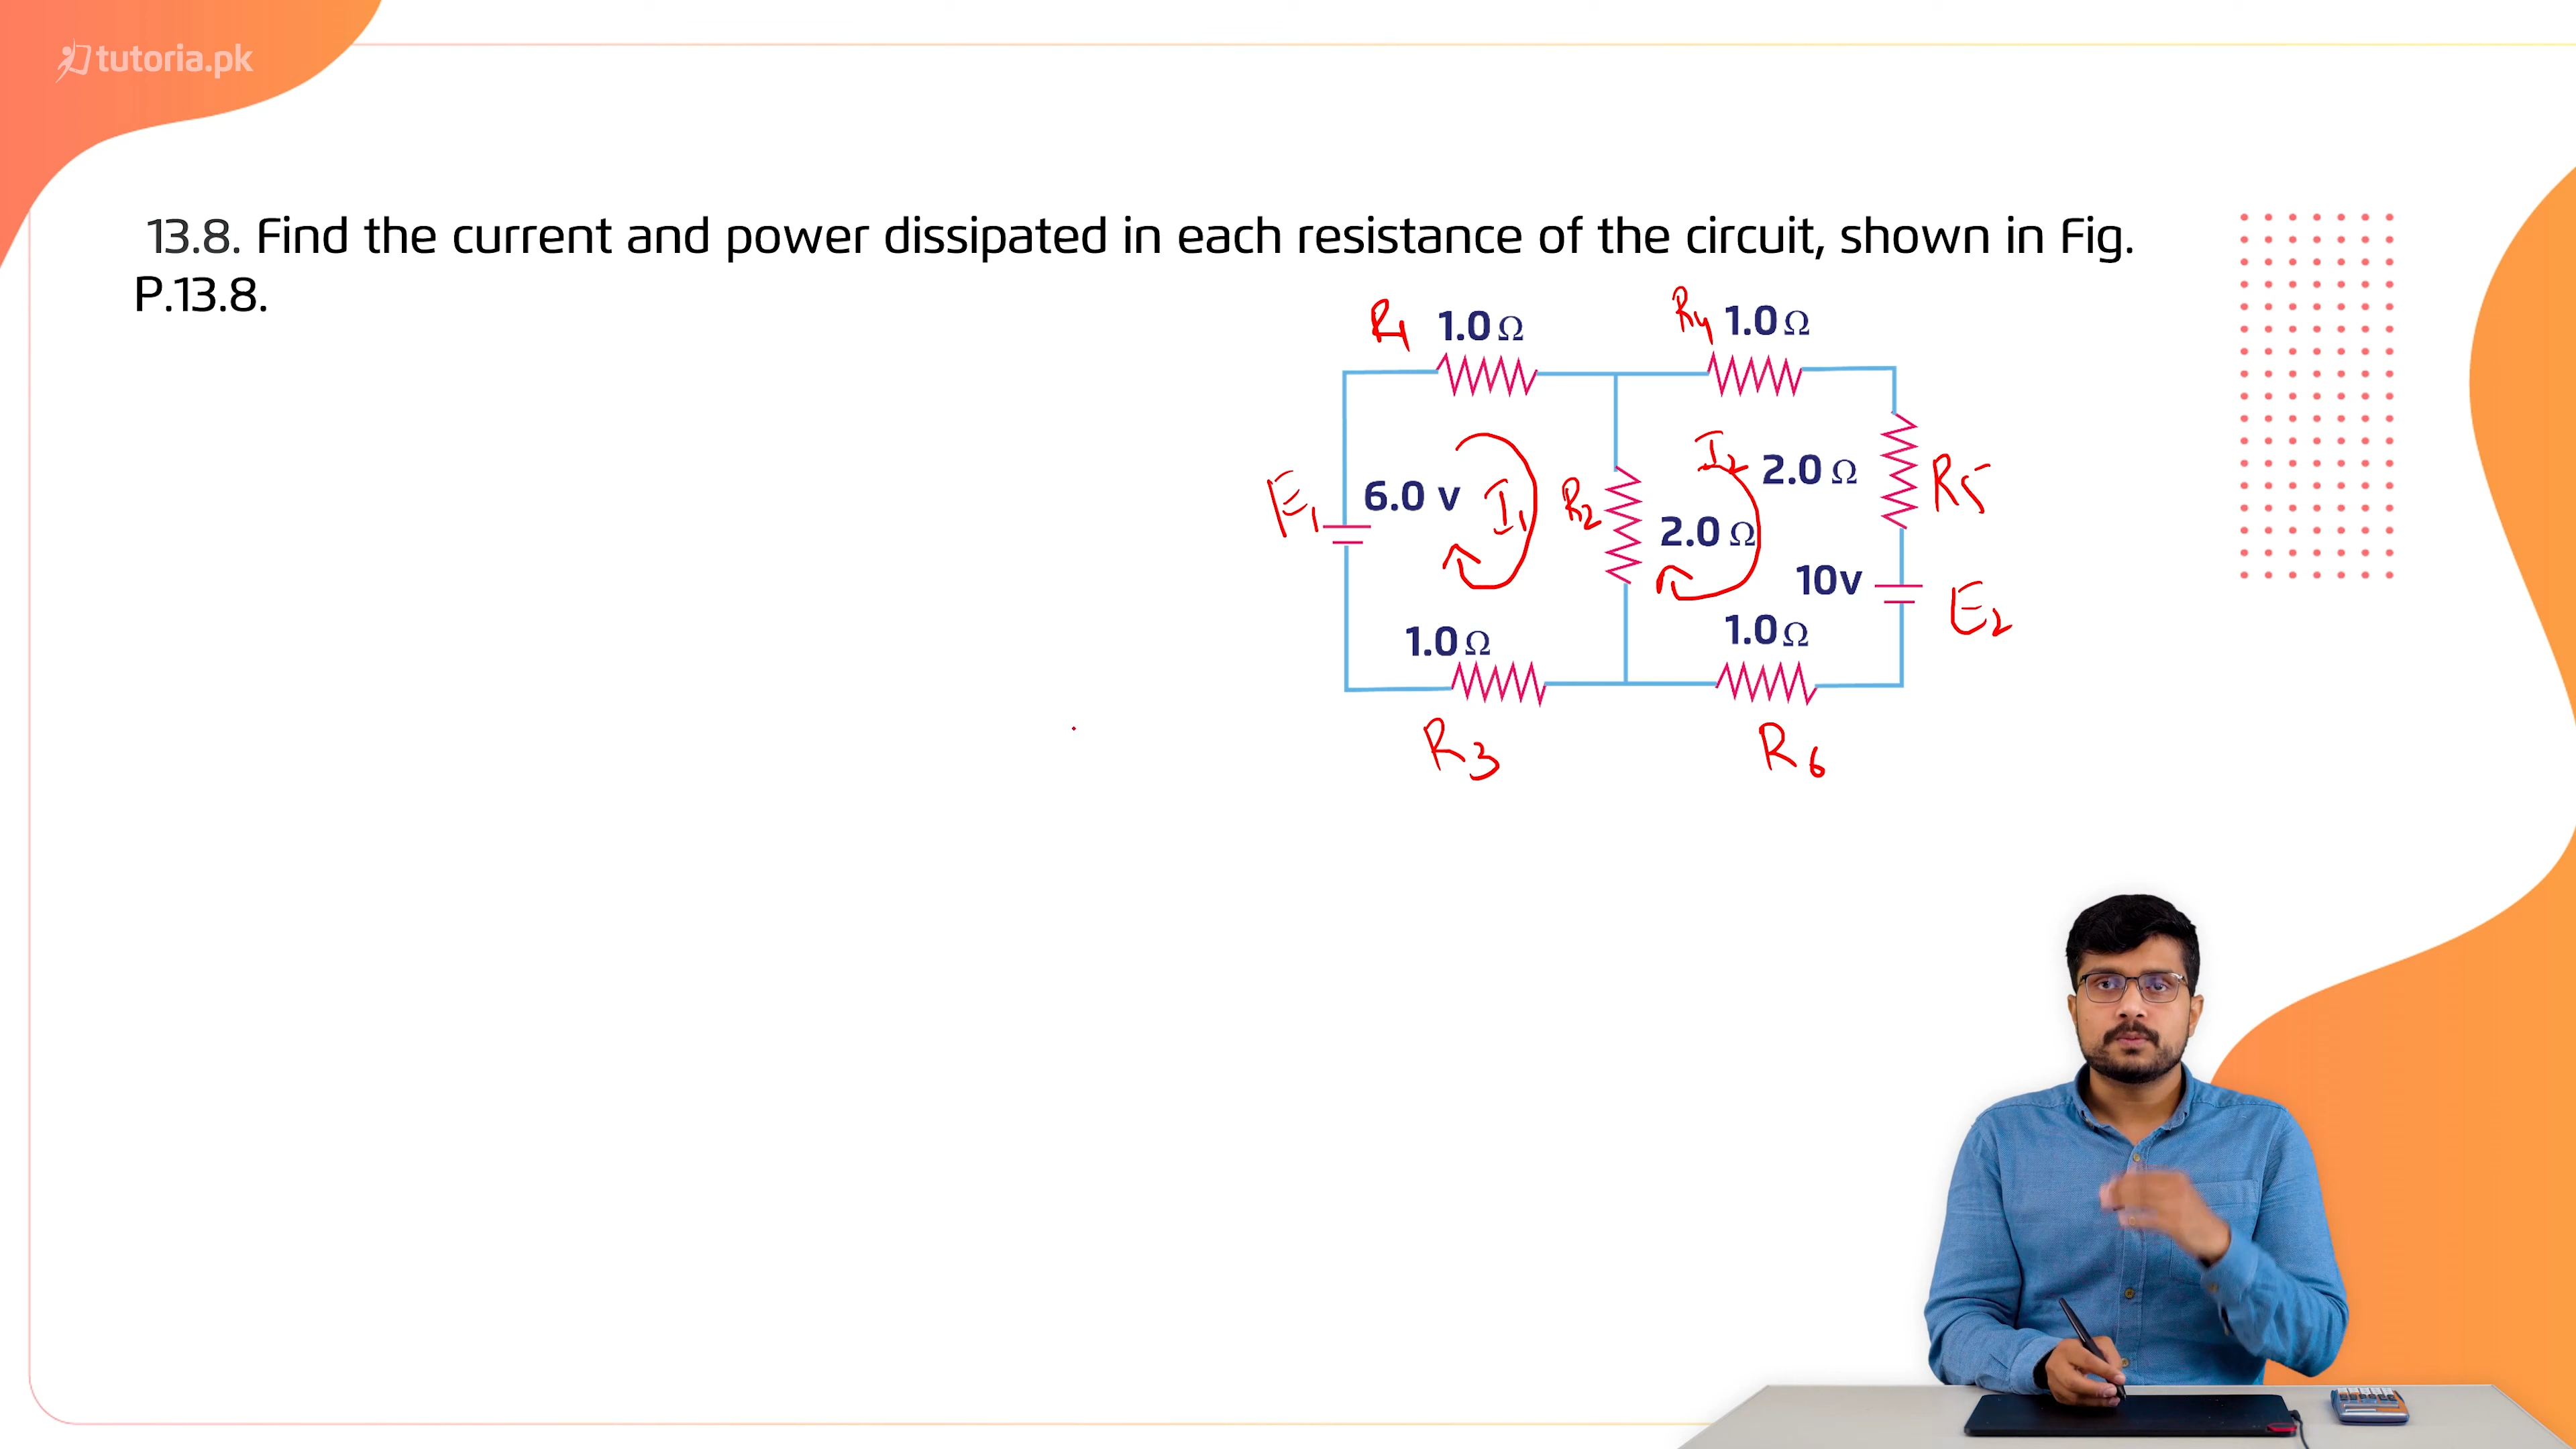 tutoria.pk
13.8. Find the current and power dissipated in each resistance of the circuit, shown in Fig.
P.13.8.
R1 1.0 Ω
R4 1.0 Ω
E1 6.0 v I1 R2
I2 2.0 Ω R5
2.0 Ω
10v E2
1.0 Ω
1.0 Ω
R3
R6